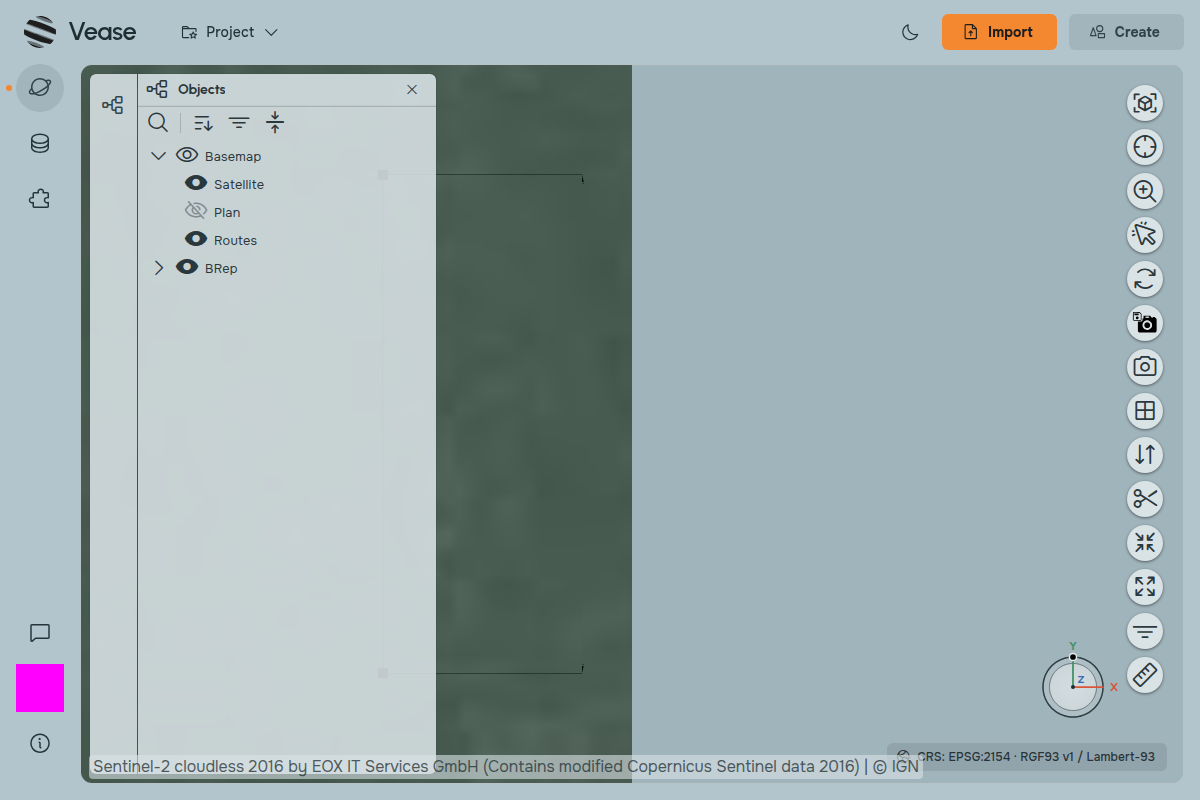 Vease
Project
Import
Create
Objects
Basemap
Satellite
Plan
Routes
BRep
Y
Z
X
CRS: EPSG:2154 · RGF93 v1 / Lambert-93
Sentinel-2 cloudless 2016 by EOX IT Services GmbH (Contains modified Copernicus Sentinel data 2016) | © IGN